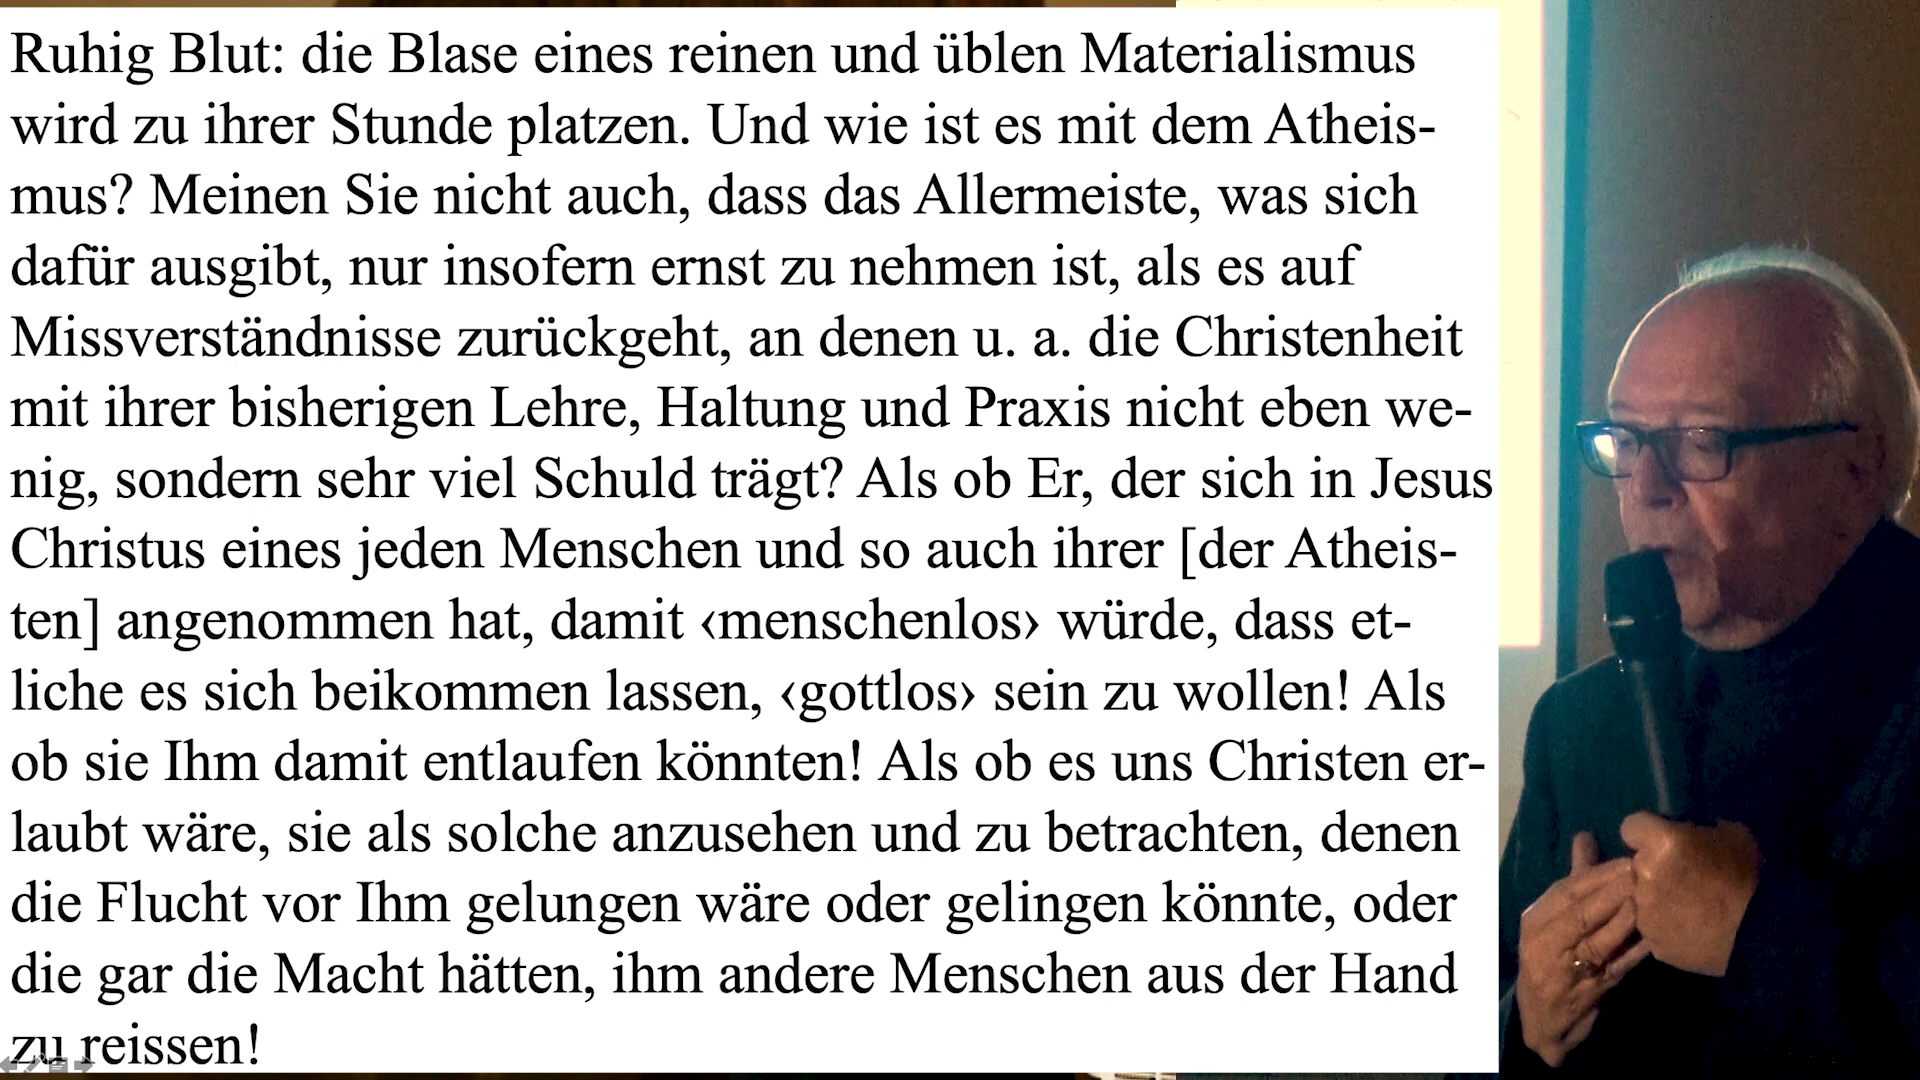 Ruhig Blut: die Blase eines reinen und üblen Materialismus
wird zu ihrer Stunde platzen. Und wie ist es mit dem Atheis-
mus? Meinen Sie nicht auch, dass das Allermeiste, was sich
dafür ausgibt, nur insofern ernst zu nehmen ist, als es auf
Missverständnisse zurückgeht, an denen u. a. die Christenheit
mit ihrer bisherigen Lehre, Haltung und Praxis nicht eben we-
nig, sondern sehr viel Schuld trägt? Als ob Er, der sich in Jesus
Christus eines jeden Menschen und so auch ihrer [der Atheis-
ten] angenommen hat, damit ‹menschenlos› würde, dass et-
liche es sich beikommen lassen, ‹gottlos› sein zu wollen! Als
ob sie Ihm damit entlaufen könnten! Als ob es uns Christen er-
laubt wäre, sie als solche anzusehen und zu betrachten, denen
die Flucht vor Ihm gelungen wäre oder gelingen könnte, oder
die gar die Macht hätten, ihm andere Menschen aus der Hand
zu reissen!